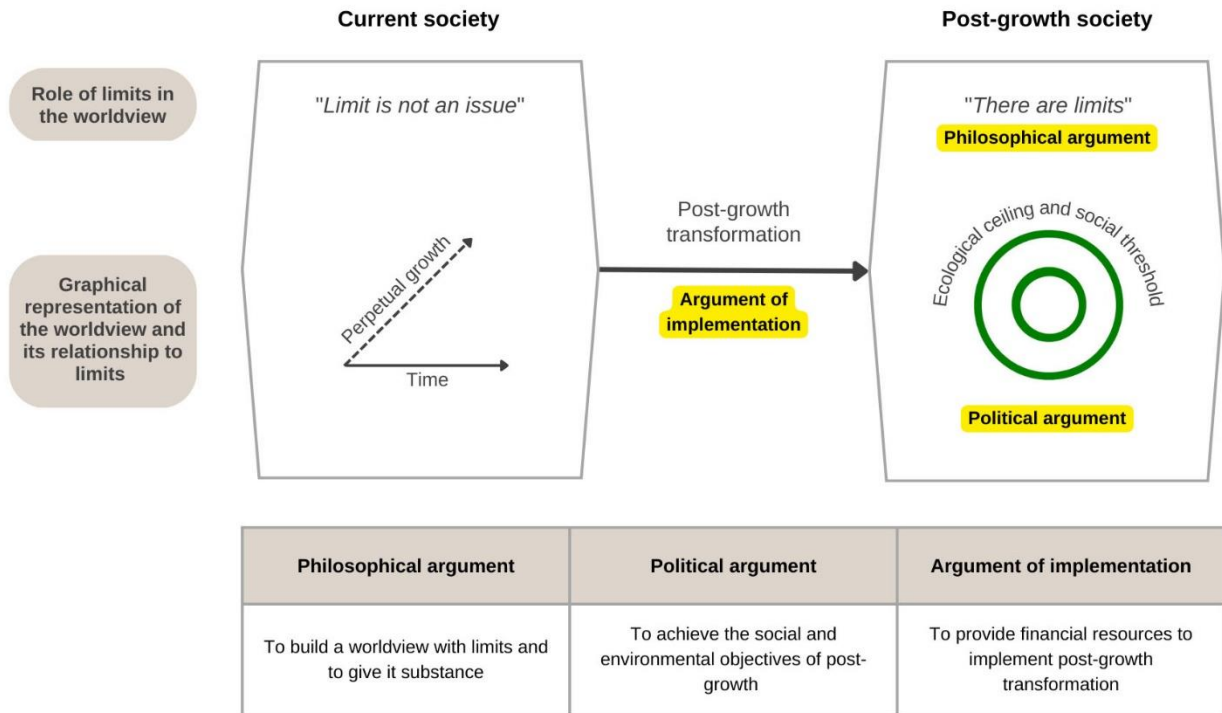 Current society
Post-growth society
Role of limits in
the worldview
"Limit is not an issue"
"There are limits"
Philosophical argument
Graphical
representation of
the worldview and
its relationship to
limits
Perpetual growth
Time
Post-growth
transformation
Argument of
implementation
Ecological ceiling and social threshold
Political argument
Philosophical argument
Political argument
Argument of implementation
To build a worldview with limits and
to give it substance
To achieve the social and
environmental objectives of post-
growth
To provide financial resources to
implement post-growth
transformation